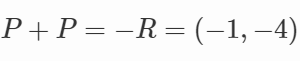 P + P = −R = (−1, −4)